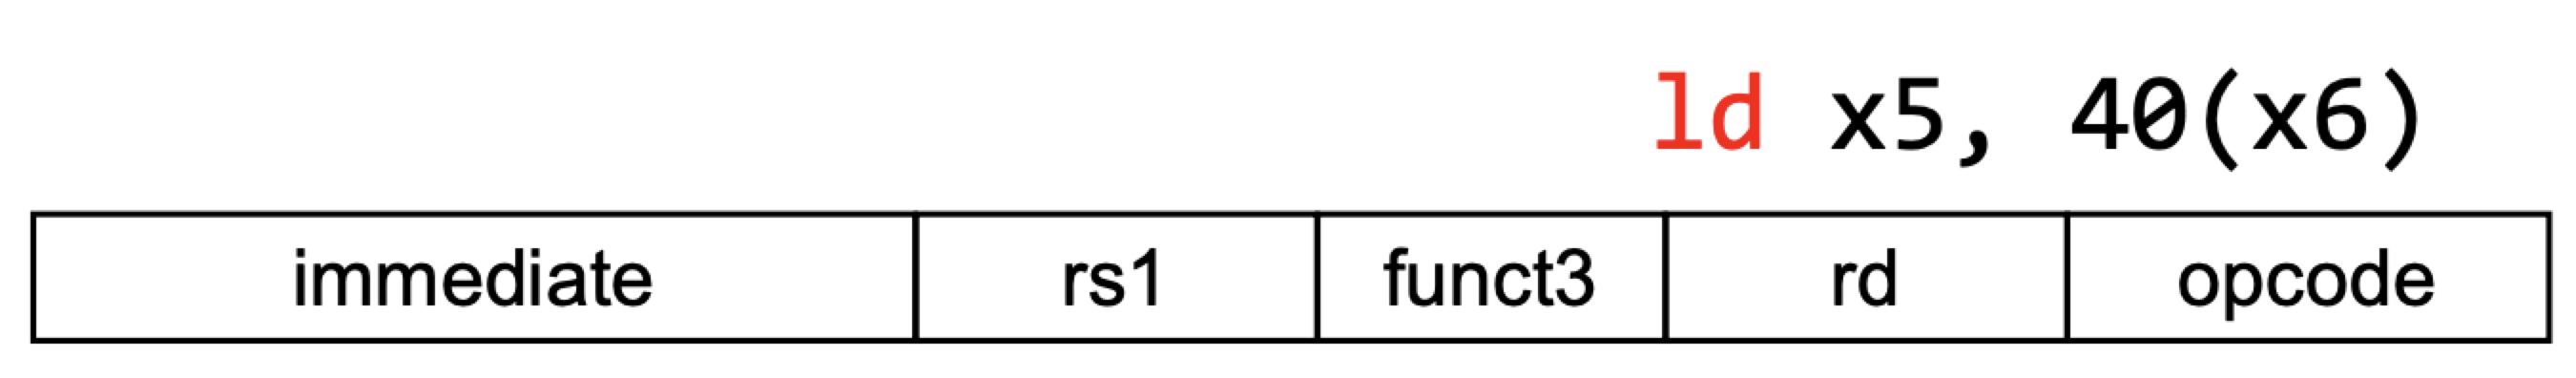 ld x5, 40(x6)
immediate rs1 funct3 rd opcode